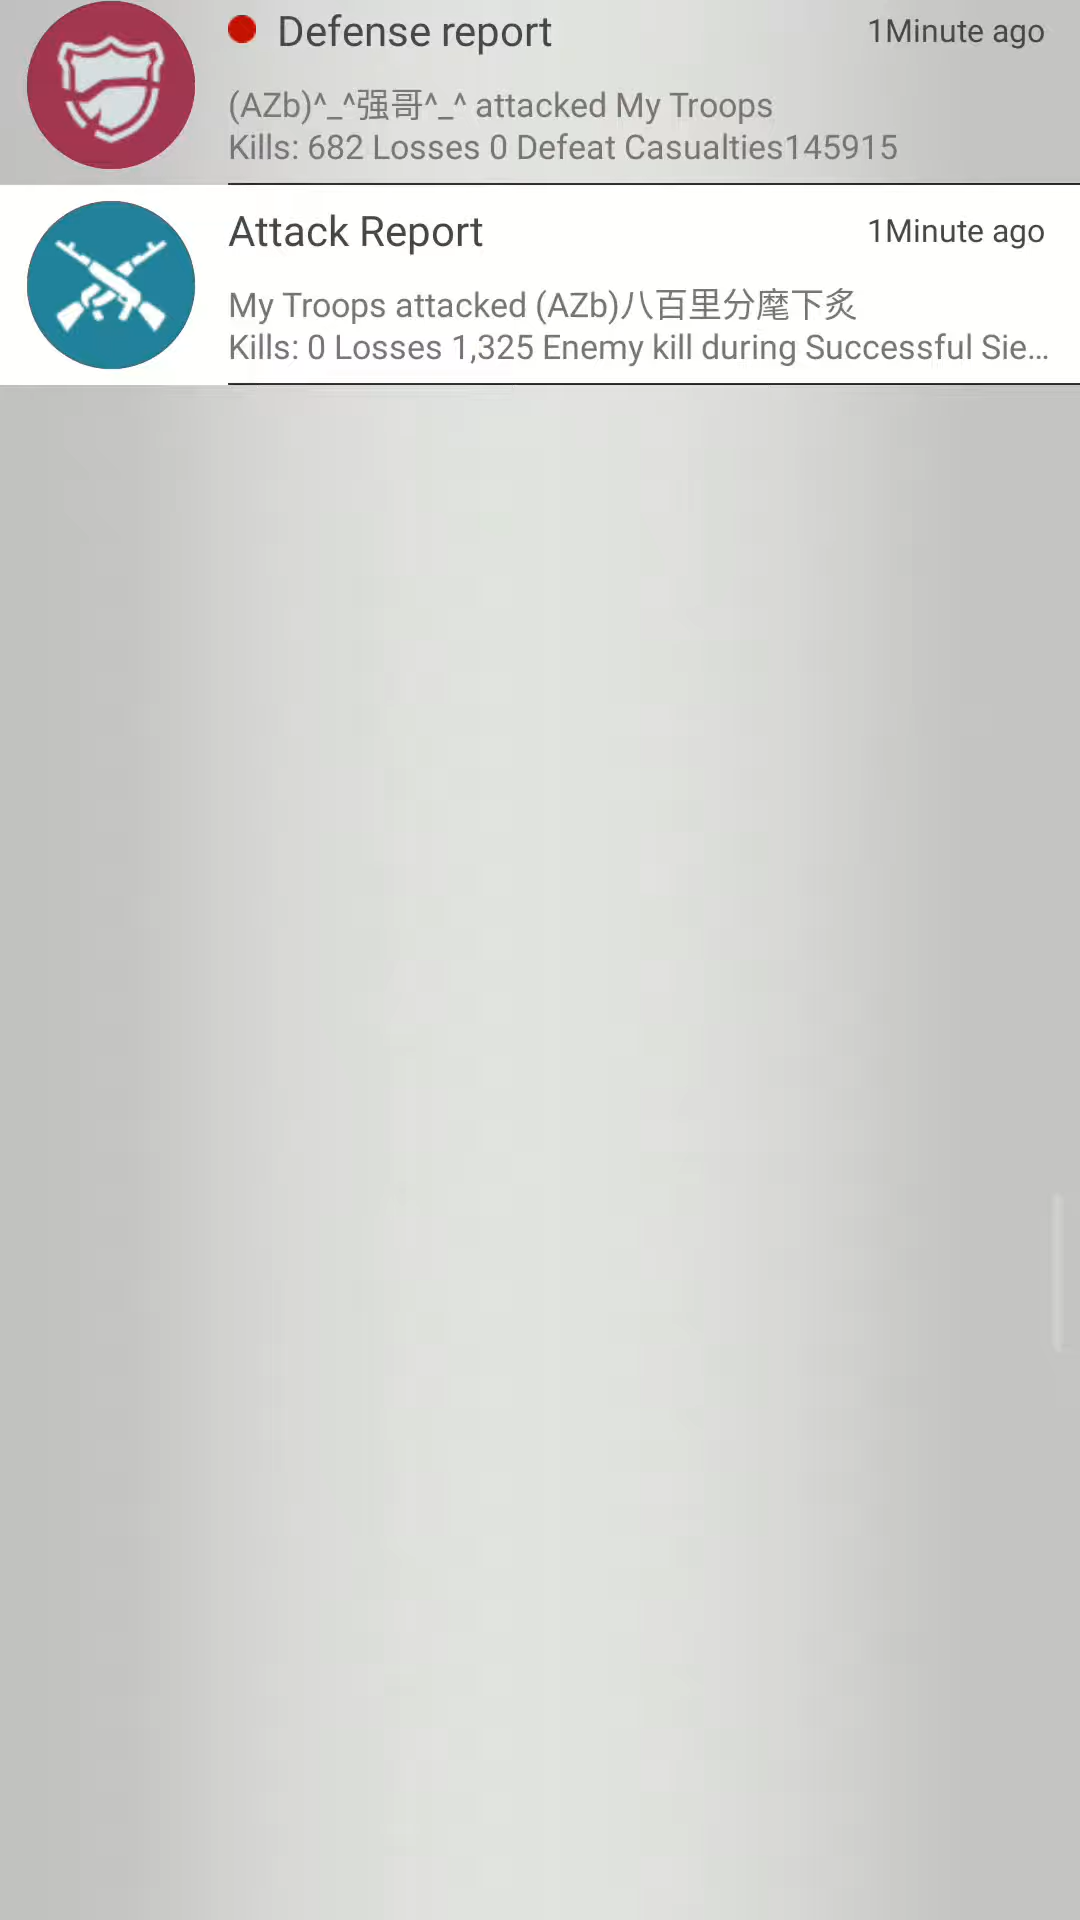 Defense report
1Minute ago
(AZb)^_^强哥^_^ attacked My Troops
Kills: 682 Losses 0 Defeat Casualties145915
Attack Report
1Minute ago
My Troops attacked (AZb)八百里分麾下炙
Kills: 0 Losses 1,325 Enemy kill during Successful Sie...